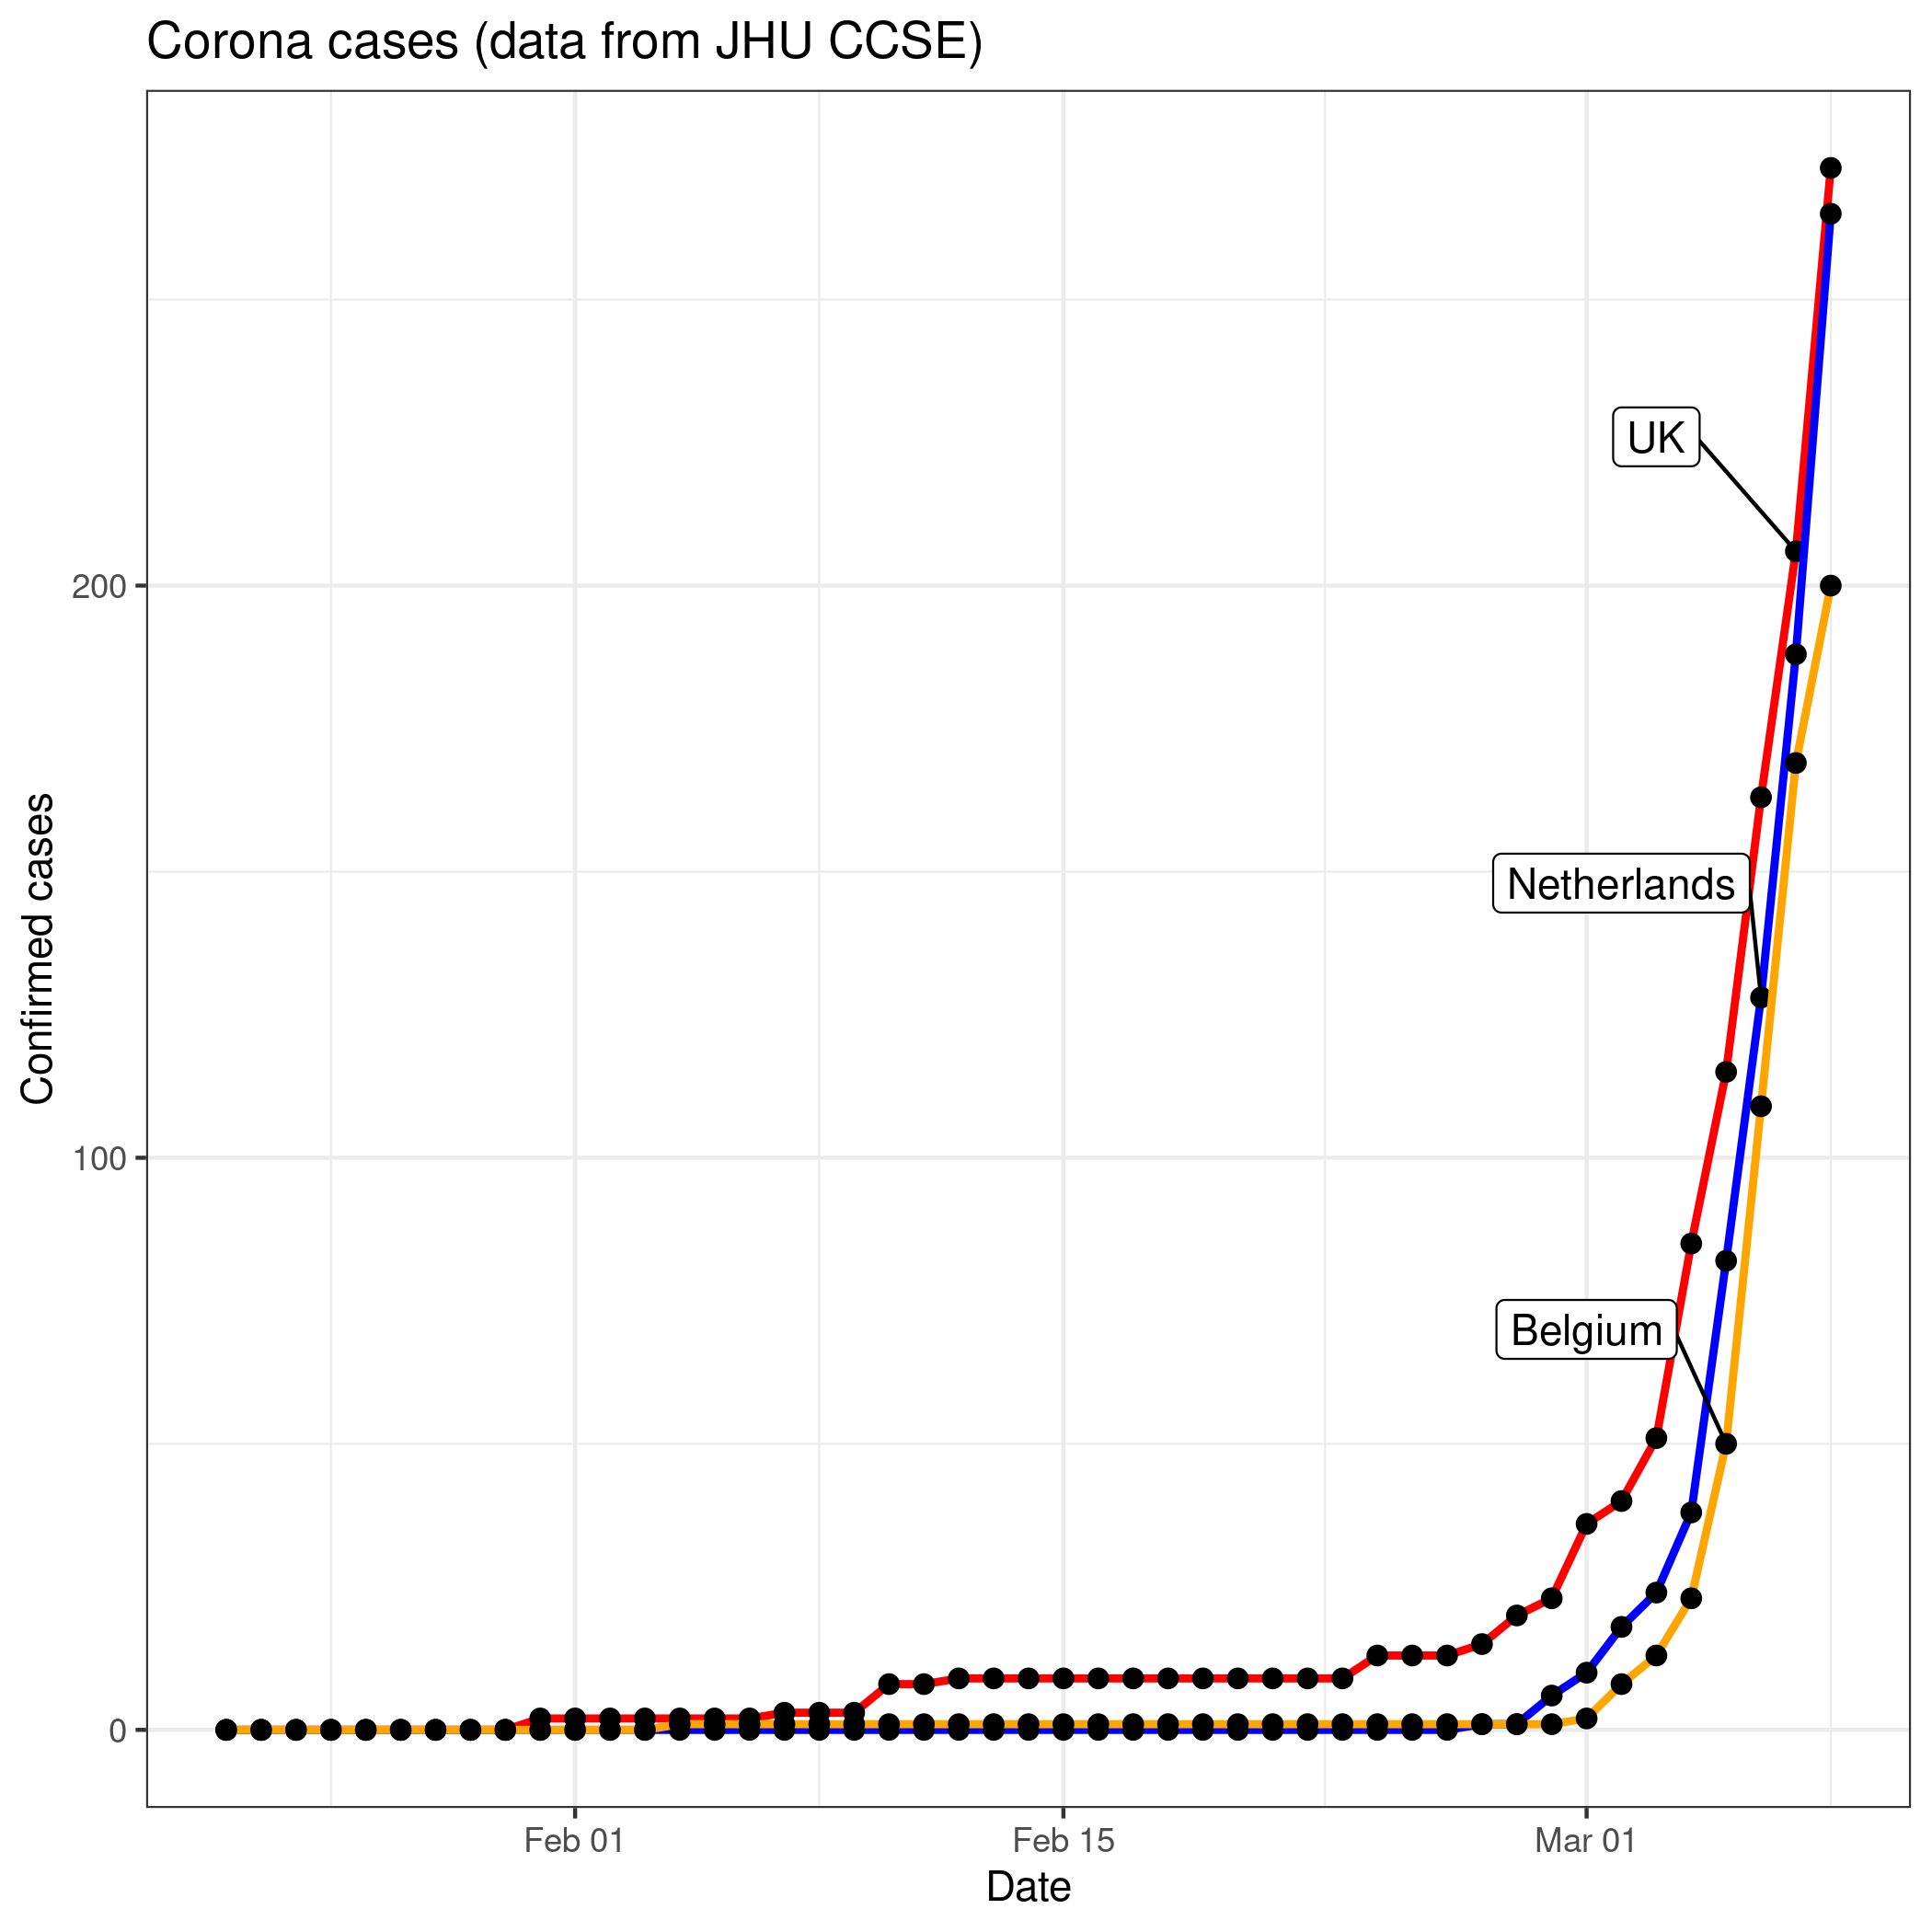 Corona cases (data from JHU CCSE)
Confirmed cases
200
100
0
UK
Netherlands
Belgium
Feb 01
Feb 15
Mar 01
Date